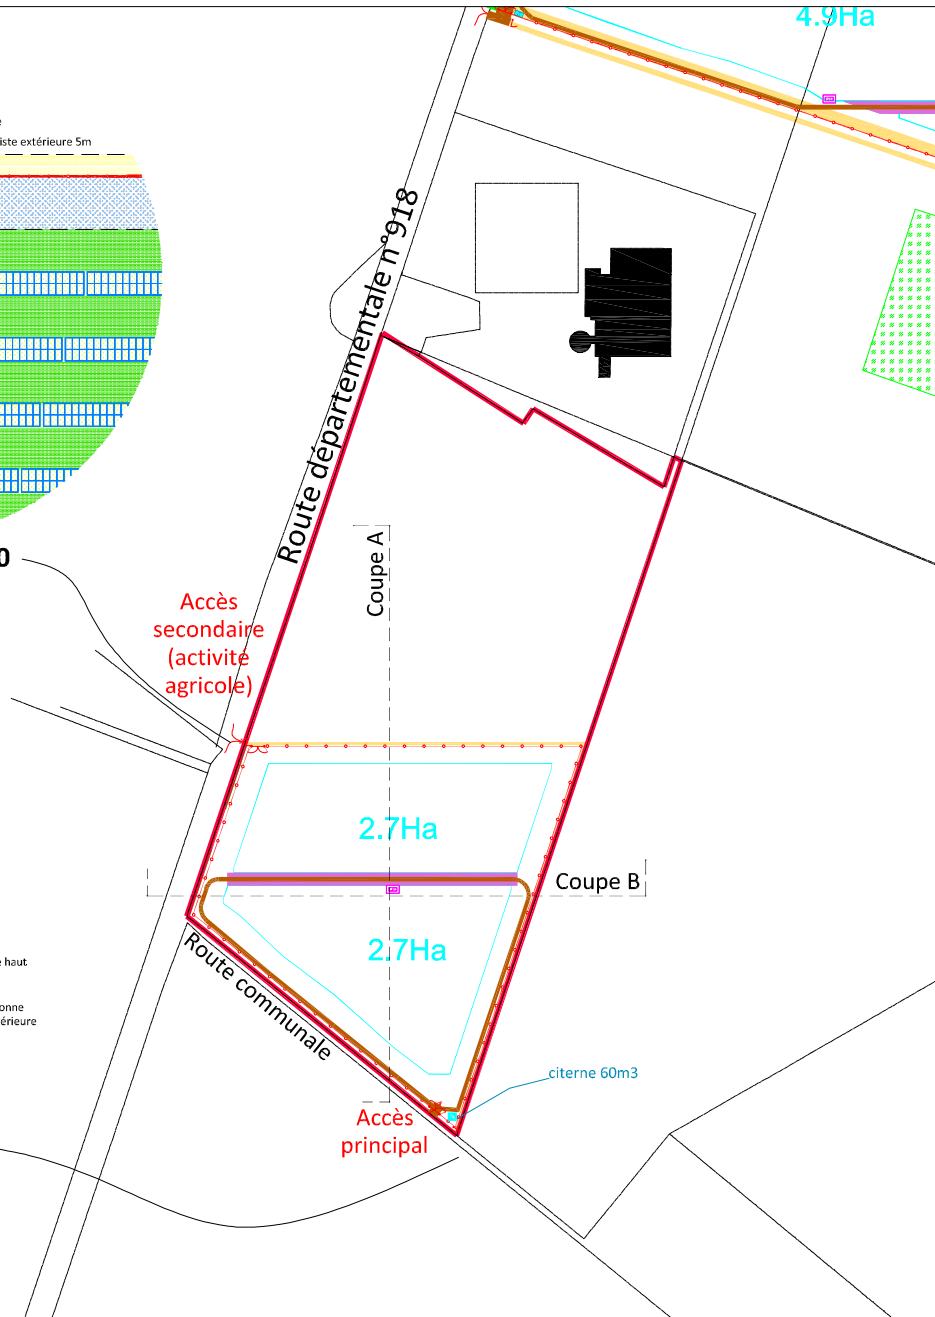 4.9Ha
iste extérieure 5m
Route départementale n°918
Coupe A
0
Accès
secondaire
(activité
agricole)
2.7Ha
Coupe B
2.7Ha
Route communale
e haut
onne
érieure
citerne 60m3
Accès
principal